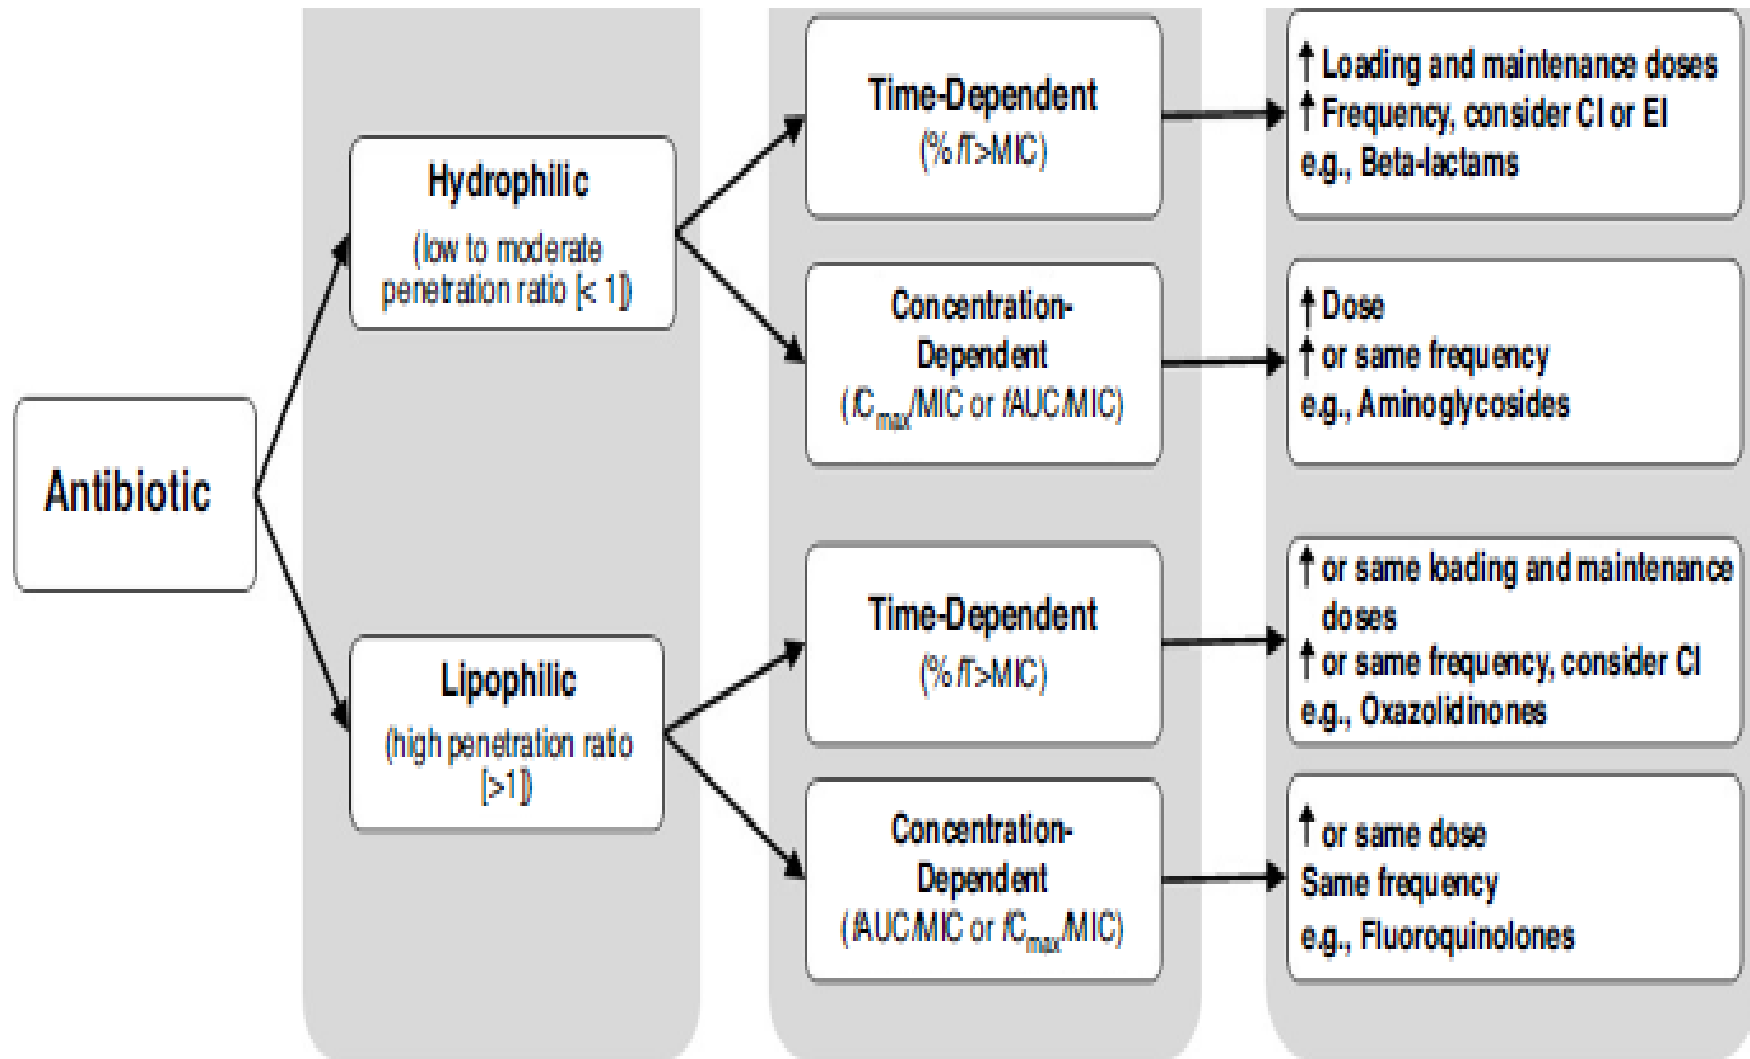 Antibiotic
Hydrophilic
(low to moderate
penetration ratio [< 1])
Lipophilic
(high penetration ratio
[>1])
Time-Dependent
(% fT>MIC)
Concentration-
Dependent
(fCmax/MIC or fAUC/MIC)
Time-Dependent
(% fT>MIC)
Concentration-
Dependent
(fAUC/MIC or fCmax/MIC)
↑ Loading and maintenance doses
↑ Frequency, consider CI or EI
e.g., Beta-lactams
↑ Dose
↑ or same frequency
e.g., Aminoglycosides
↑ or same loading and maintenance
doses
↑ or same frequency, consider CI
e.g., Oxazolidinones
↑ or same dose
Same frequency
e.g., Fluoroquinolones